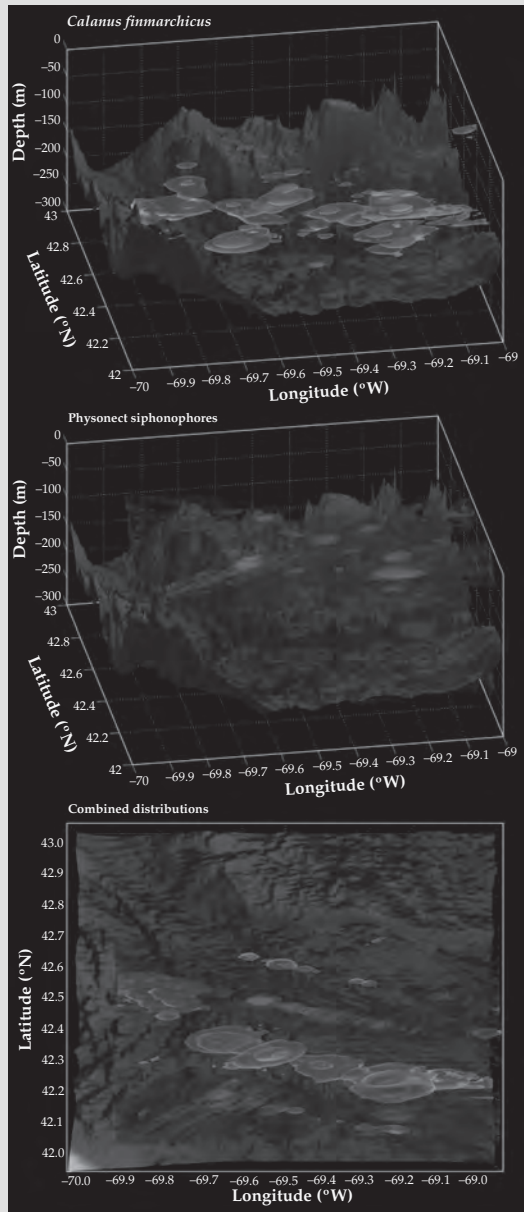 Calanus finmarchicus
0
−50
−100
−150
−200
−250
−300
Depth (m)
43
42.8
42.6
42.4
42.2
42
Latitude (°N)
−70 −69.9 −69.8 −69.7 −69.6 −69.5 −69.4 −69.3 −69.2 −69.1 −69
Longitude (°W)
Physonect siphonophores
0
−50
−100
−150
−200
−250
−300
Depth (m)
43
42.8
42.6
42.4
42.2
42
Latitude (°N)
−70 −69.9 −69.8 −69.7 −69.6 −69.5 −69.4 −69.3 −69.2 −69.1 −69
Longitude (°W)
Combined distributions
43.0
42.9
42.8
42.7
42.6
42.5
42.4
42.3
42.2
42.1
42.0
Latitude (°N)
−70.0 −69.9 −69.8 −69.7 −69.6 −69.5 −69.4 −69.3 −69.2 −69.1 −69.0
Longitude (°W)